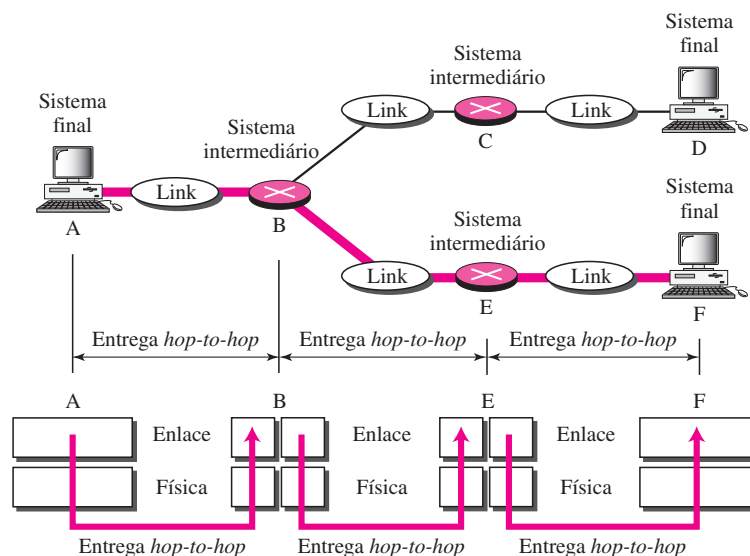 Sistema
final
Sistema
intermediário
Link
Link
C
D
Sistema
final
Sistema
intermediário
Link
A
B
Sistema
final
Sistema
intermediário
Link
Link
E
F
Entrega hop-to-hop
Entrega hop-to-hop
Entrega hop-to-hop
A
B
E
F
Enlace
Enlace
Enlace
Física
Física
Física
Entrega hop-to-hop
Entrega hop-to-hop
Entrega hop-to-hop